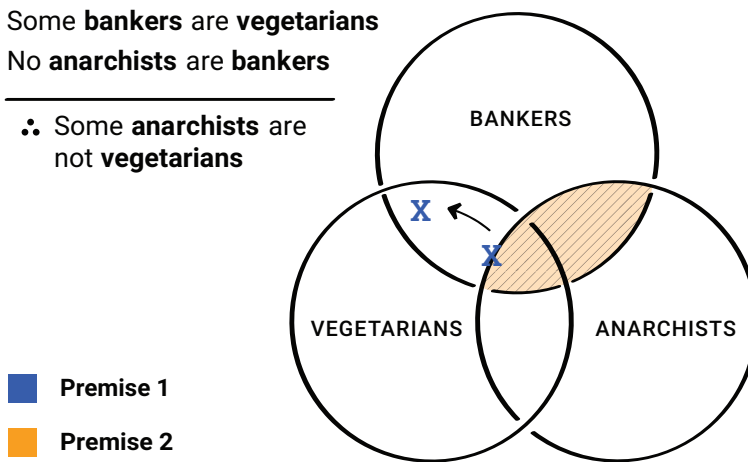 Some bankers are vegetarians
No anarchists are bankers
∴ Some anarchists are
not vegetarians
BANKERS
X
X
VEGETARIANS
ANARCHISTS
Premise 1
Premise 2